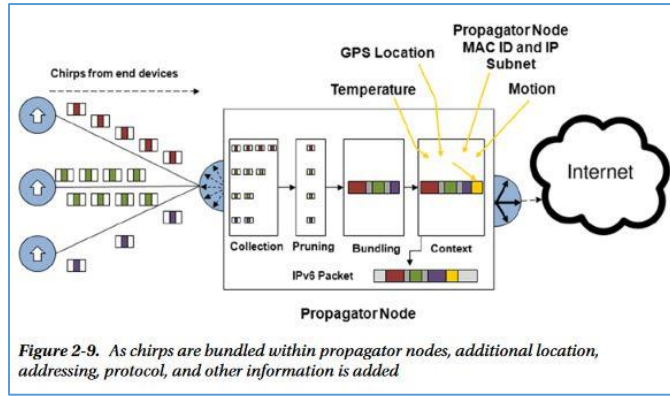 Propagator Node
MAC ID and IP
Subnet
GPS Location
Chirps from end devices
Temperature
Motion
Internet
Collection
Pruning
Bundling
Context
IPv6 Packet
Propagator Node
Figure 2-9. As chirps are bundled within propagator nodes, additional location,
addressing, protocol, and other information is added